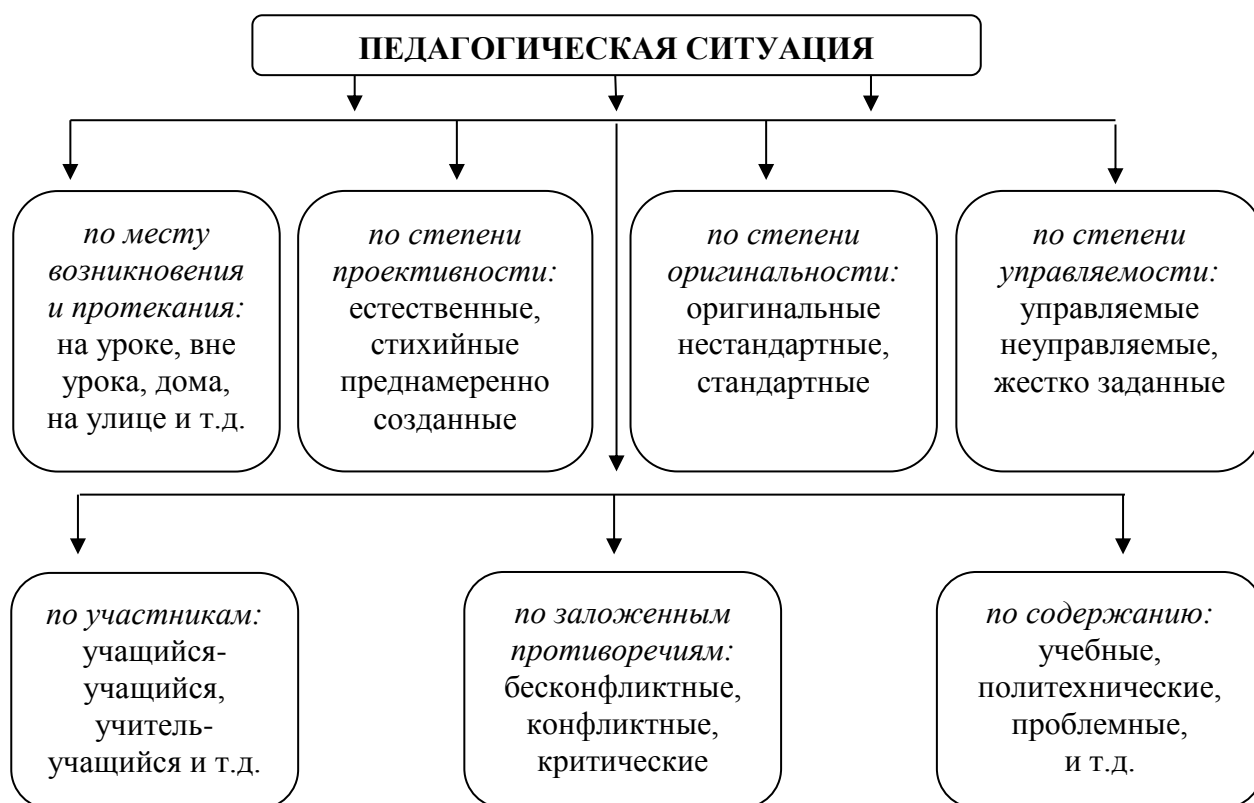 ПЕДАГОГИЧЕСКАЯ СИТУАЦИЯ
по месту
возникновения
и протекания:
на уроке, вне
урока, дома,
на улице и т.д.
по степени
проективности:
естественные,
стихийные
преднамеренно
созданные
по степени
оригинальности:
оригинальные
нестандартные,
стандартные
по степени
управляемости:
управляемые
неуправляемые,
жестко заданные
по участникам:
учащийся-
учащийся,
учитель-
учащийся и т.д.
по заложенным
противоречиям:
бесконфликтные,
конфликтные,
критические
по содержанию:
учебные,
политехнические,
проблемные,
и т.д.